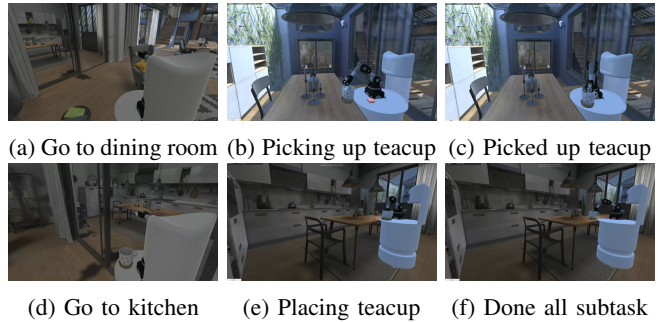 (a) Go to dining room (b) Picking up teacup (c) Picked up teacup
(d) Go to kitchen (e) Placing teacup (f) Done all subtask